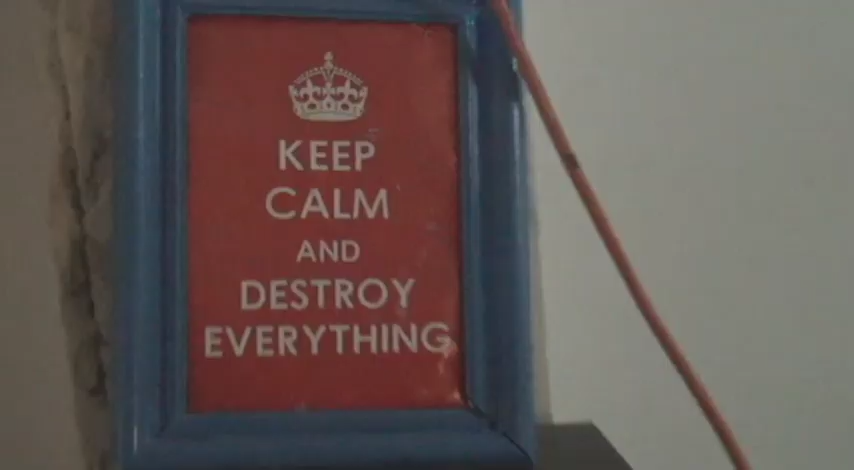 KEEP
CALM
AND
DESTROY
EVERYTHING